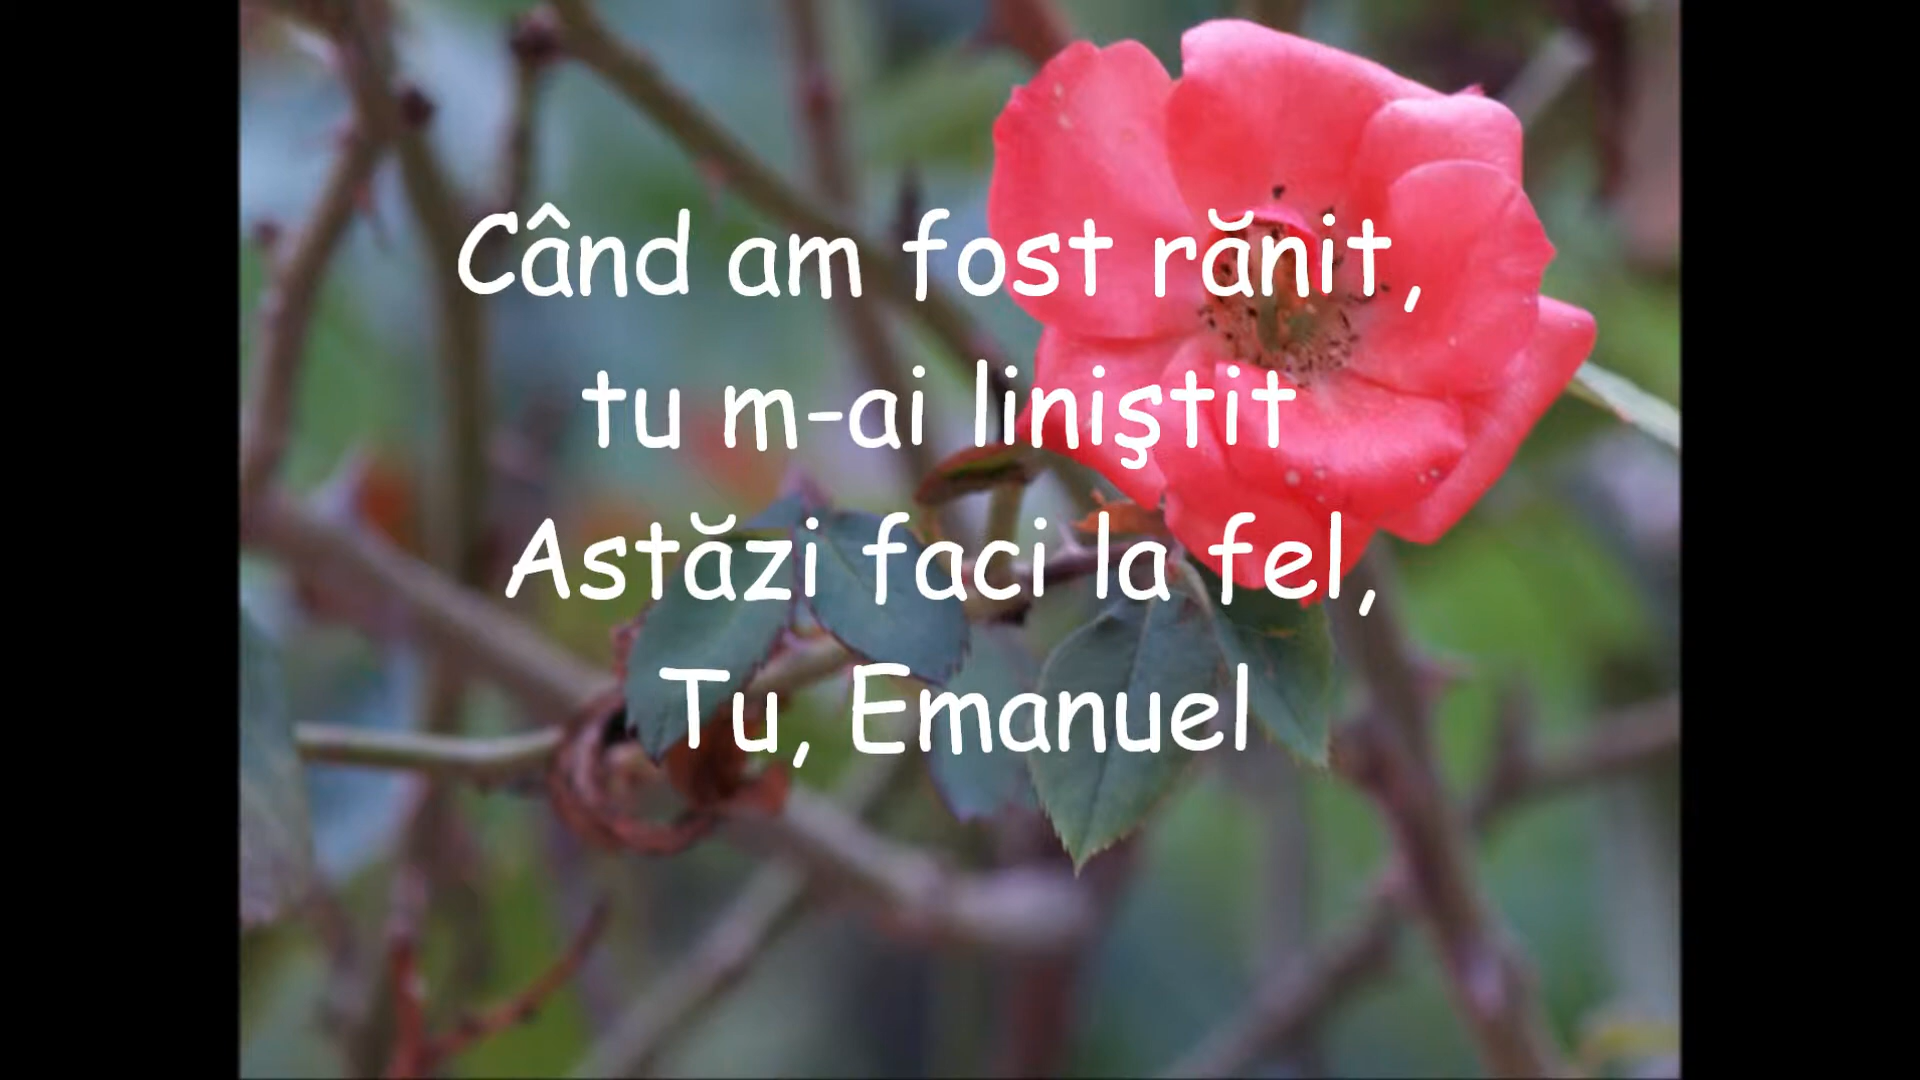 Când am fost rănit,
tu m-ai liniştit
Astăzi faci la fel,
Tu, Emanuel